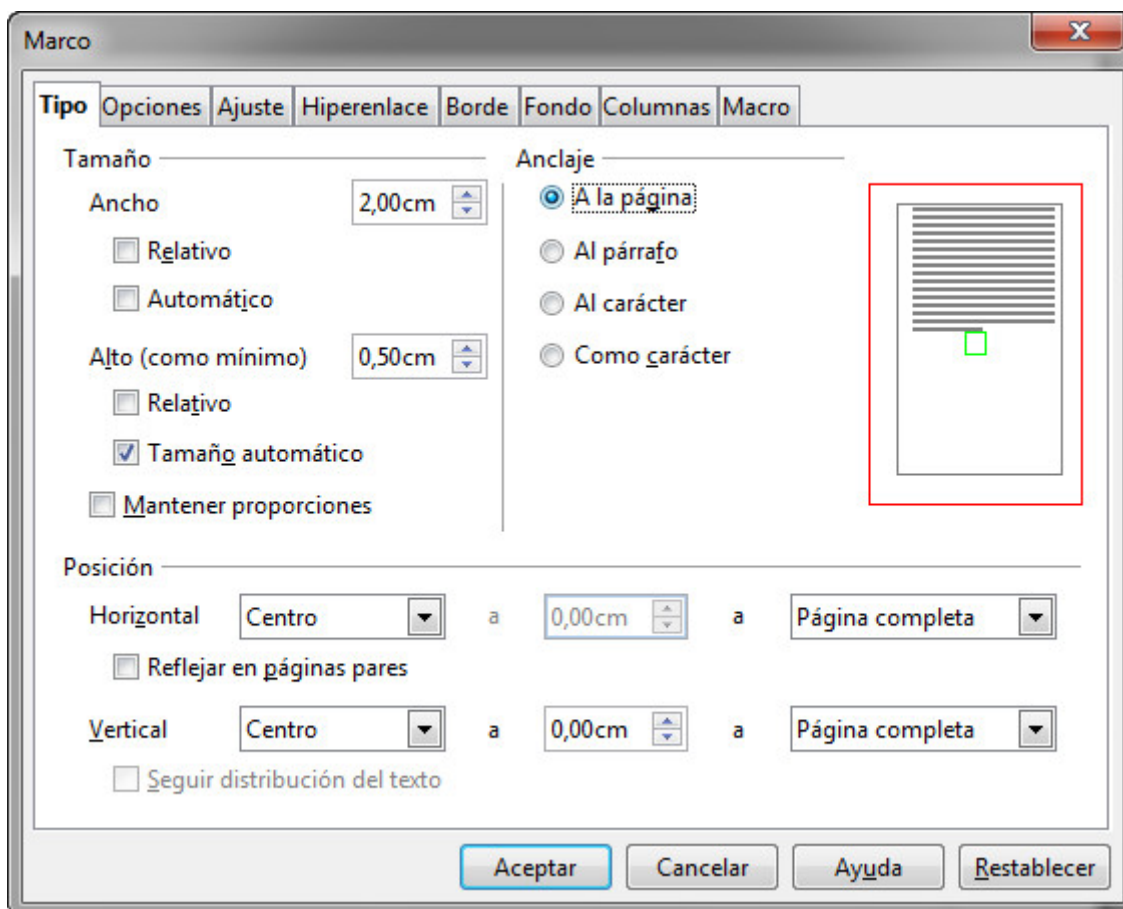 Marco
Tipo Opciones Ajuste Hiperenlace Borde Fondo Columnas Macro
Tamaño
Ancho 2,00cm
Relativo
Automático
Alto (como mínimo) 0,50cm
Relativo
Tamaño automático
Mantener proporciones
Anclaje
A la página
Al párrafo
Al carácter
Como carácter
Posición
Horizontal Centro a 0,00cm a Página completa
Reflejar en páginas pares
Vertical Centro a 0,00cm a Página completa
Seguir distribución del texto
Aceptar Cancelar Ayuda Restablecer